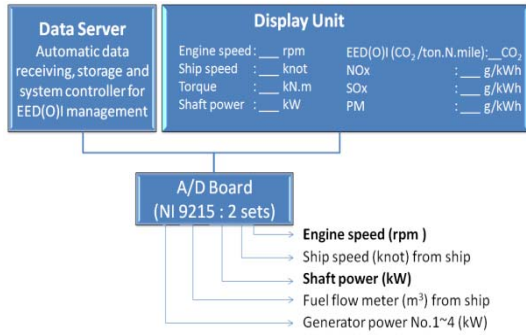 Data Server
Automatic data
receiving, storage and
system controller for
EED(O)I management
Display Unit
Engine speed : ___ rpm
Ship speed : ___ knot
Torque : ___ kN.m
Shaft power : ___ kW
EED(O)I (CO₂/ton.N.mile):__CO₂
NOx : ___ g/kWh
SOx : ___ g/kWh
PM : ___ g/kWh
A/D Board
(NI 9215 : 2 sets)
Engine speed (rpm )
Ship speed (knot) from ship
Shaft power (kW)
Fuel flow meter (m³) from ship
Generator power No.1~4 (kW)